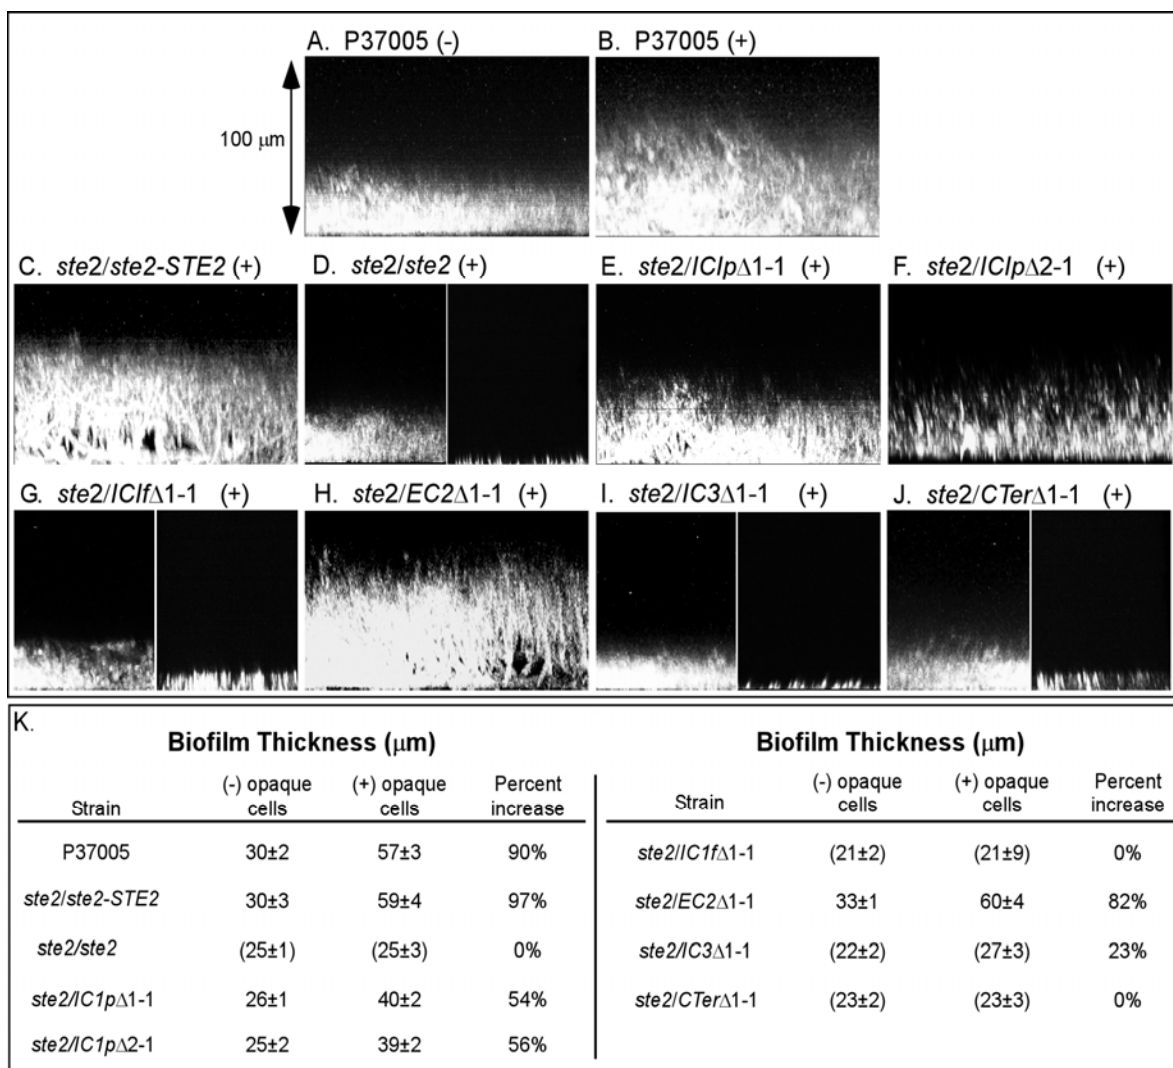 A. P37005 (-)
B. P37005 (+)
100 μm
C. ste2/ste2-STE2 (+)
D. ste2/ste2 (+)
E. ste2/ICIpΔ1-1 (+)
F. ste2/ICIpΔ2-1 (+)
G. ste2/ICIfΔ1-1 (+)
H. ste2/EC2Δ1-1 (+)
I. ste2/IC3Δ1-1 (+)
J. ste2/CTerΔ1-1 (+)
K.
Biofilm Thickness (μm)
Strain (-) opaque cells (+) opaque cells Percent increase
P37005 30±2 57±3 90%
ste2/ste2-STE2 30±3 59±4 97%
ste2/ste2 (25±1) (25±3) 0%
ste2/IC1pΔ1-1 26±1 40±2 54%
ste2/IC1pΔ2-1 25±2 39±2 56%
Biofilm Thickness (μm)
Strain (-) opaque cells (+) opaque cells Percent increase
ste2/IC1fΔ1-1 (21±2) (21±9) 0%
ste2/EC2Δ1-1 33±1 60±4 82%
ste2/IC3Δ1-1 (22±2) (27±3) 23%
ste2/CTerΔ1-1 (23±2) (23±3) 0%